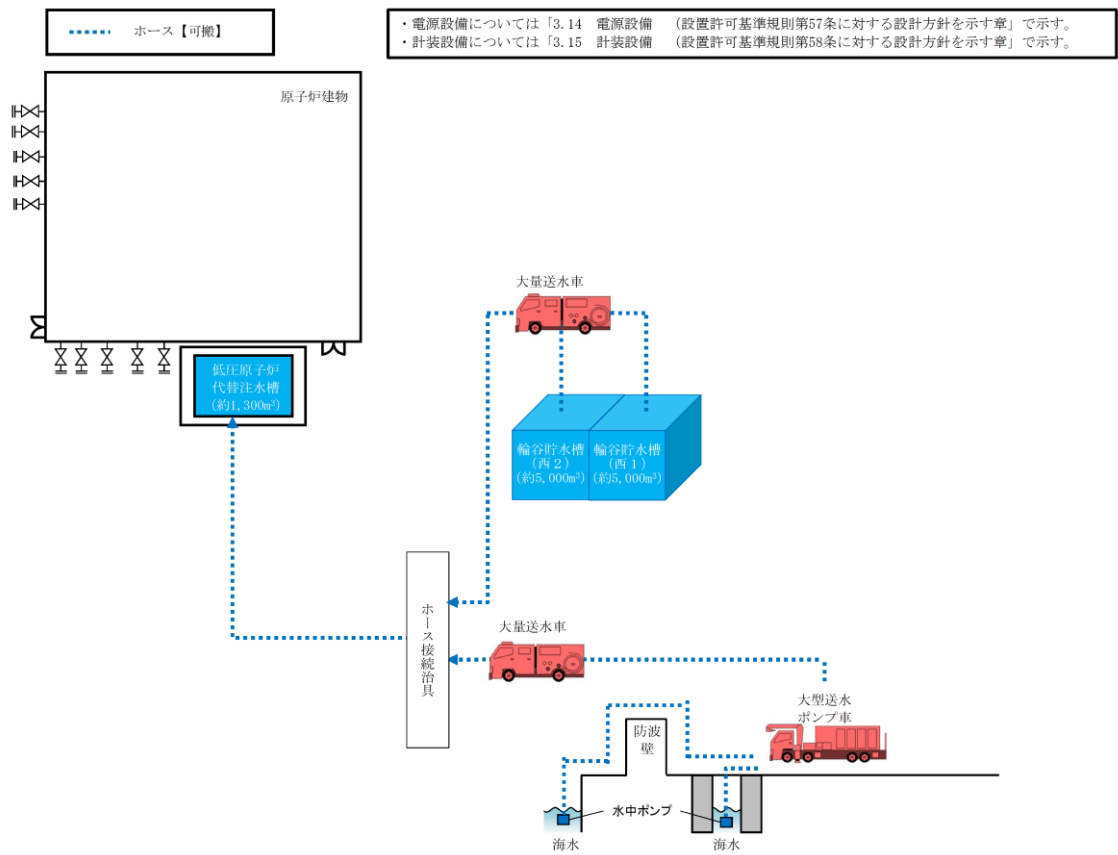 ホース【可搬】
・電源設備については「3.14　電源設備　（設置許可基準規則第57条に対する設計方針を示す章」で示す。
・計装設備については「3.15　計装設備　（設置許可基準規則第58条に対する設計方針を示す章」で示す。
原子炉建物
大量送水車
低圧原子炉
代替注水槽
(約1,300m³)
輪谷貯水槽
(西２)
(約5,000m³)
輪谷貯水槽
(西１)
(約5,000m³)
ホース接続治具
大量送水車
大型送水
ポンプ車
防波
壁
水中ポンプ
海水
海水